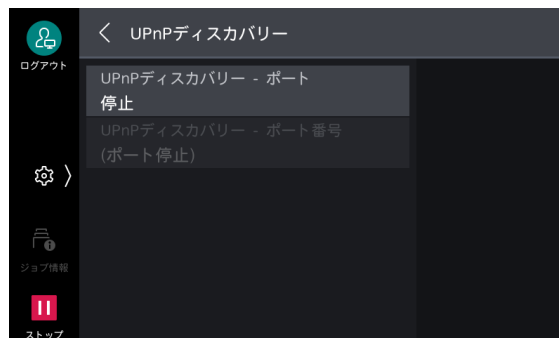 UPnPディスカバリー
ログアウト
UPnPディスカバリー - ポート
停止
UPnPディスカバリー - ポート番号
(ポート停止)
ジョブ情報
ストップ